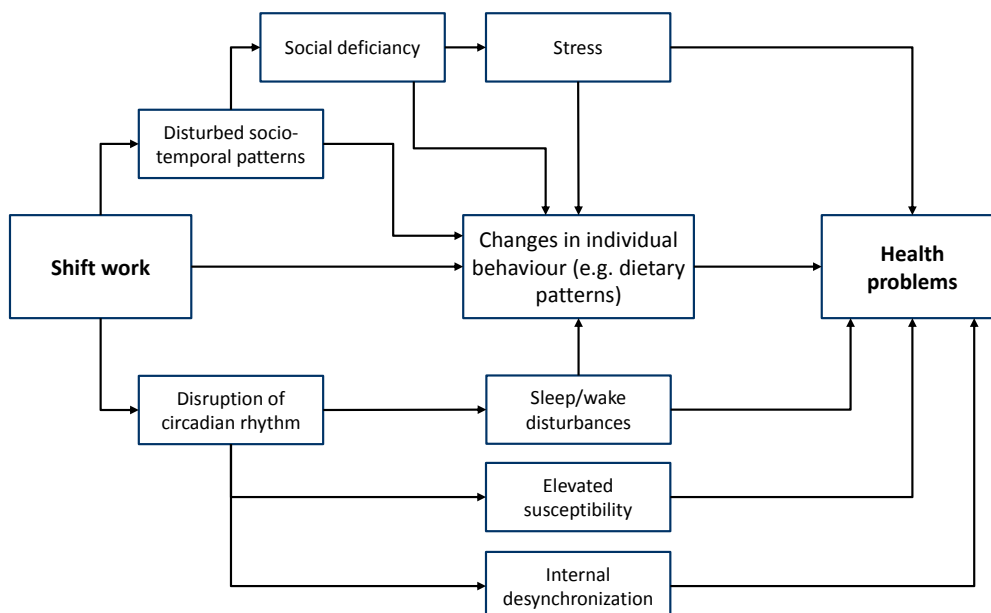 Social deficiancy
Stress
Disturbed socio-
temporal patterns
Shift work
Changes in individual
behaviour (e.g. dietary
patterns)
Health
problems
Disruption of
circadian rhythm
Sleep/wake
disturbances
Elevated
susceptibility
Internal
desynchronization